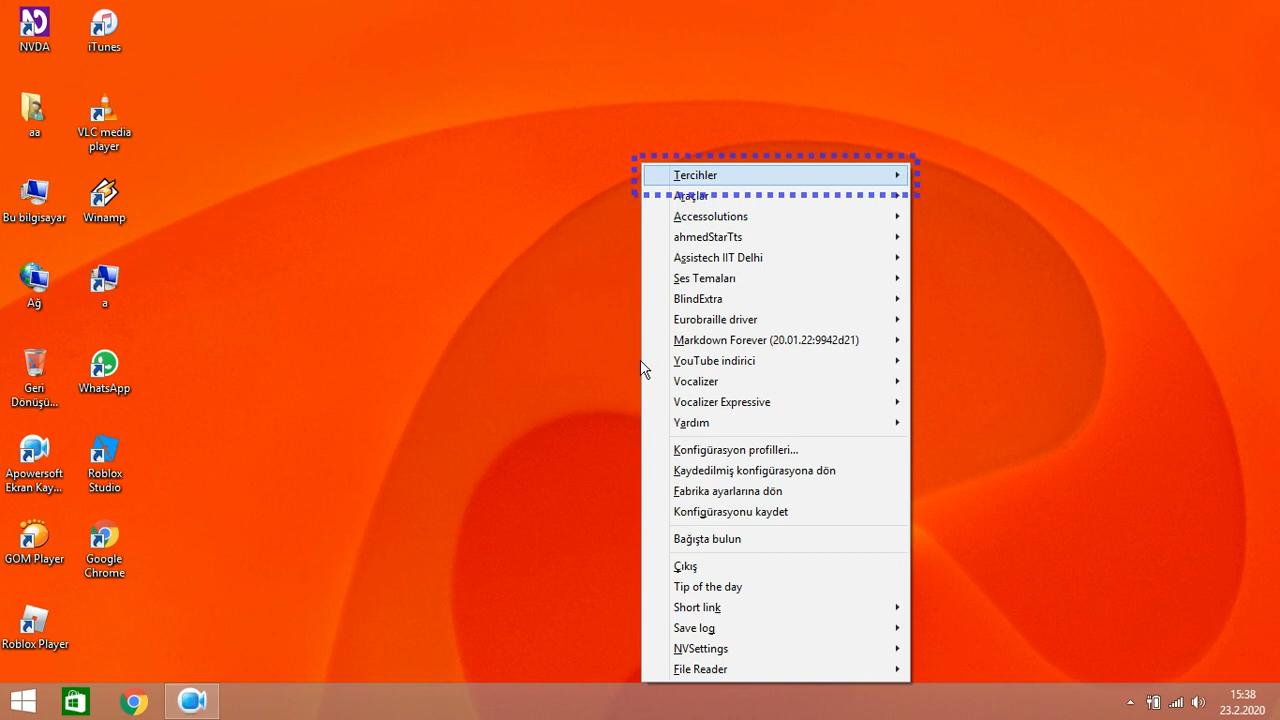 NVDA
iTunes
aa
VLC media
player
Bu bilgisayar
Winamp
Ağ
a
Geri
Dönüşü...
WhatsApp
Apowersoft
Ekran Kay...
Roblox
Studio
GOM Player
Google
Chrome
Roblox Player
Tercihler
Araçlar
Accessolutions
ahmedStarTts
Assistech IIT Delhi
Ses Temaları
BlindExtra
Eurobraille driver
Markdown Forever (20.01.22:9942d21)
YouTube indirici
Vocalizer
Vocalizer Expressive
Yardım
Konfigürasyon profilleri...
Kaydedilmiş konfigürasyona dön
Fabrika ayarlarına dön
Konfigürasyonu kaydet
Bağışta bulun
Çıkış
Tip of the day
Short link
Save log
NVSettings
File Reader
15:38
23.2.2020